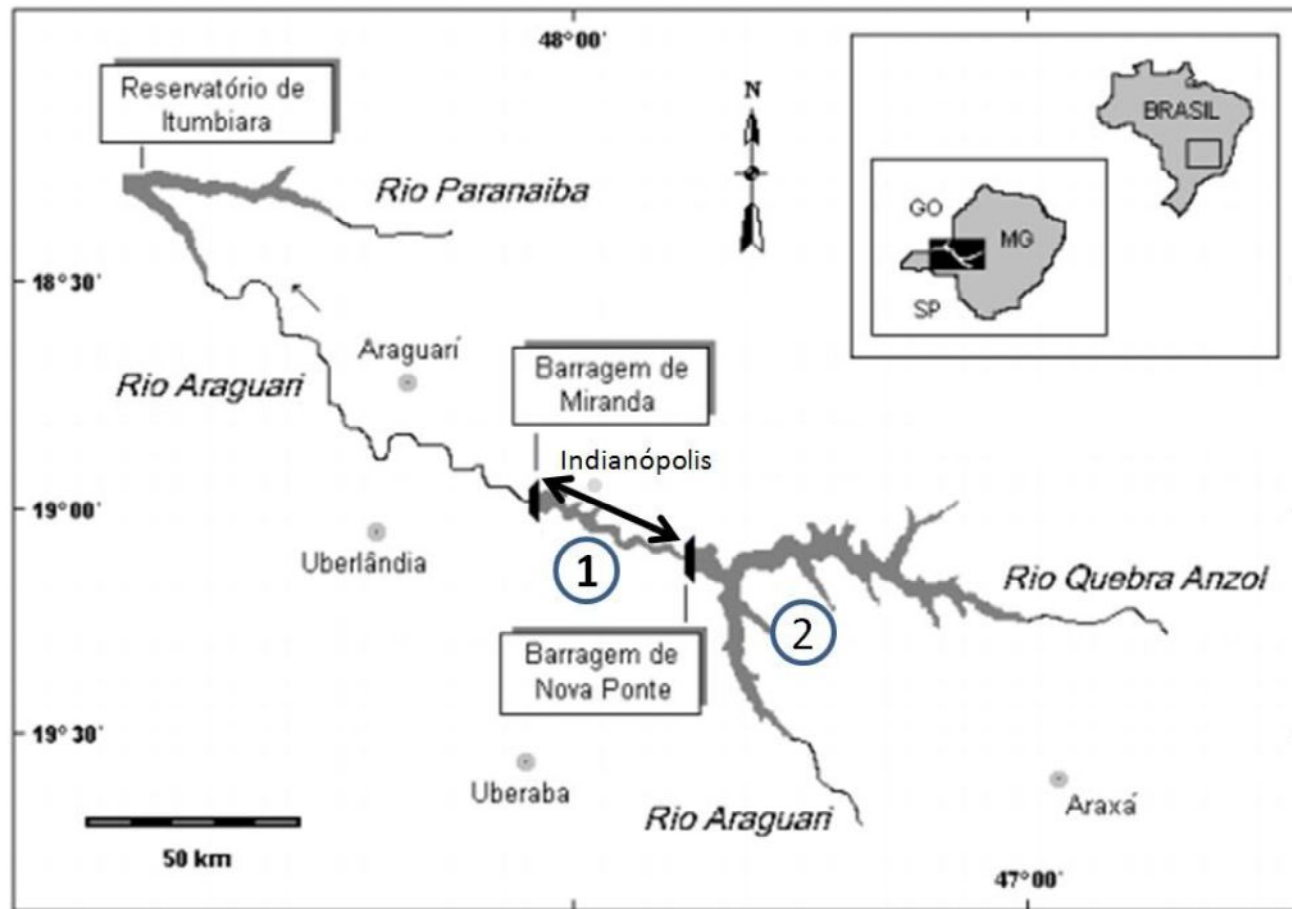 48°00′
Reservatório de
Itumbiara
N
BRASIL
Rio Paranaiba
GO
MG
SP
18°30′
Araguarí
Rio Araguari
Barragem de
Miranda
Indianópolis
19°00′
Uberlândia
1
Rio Quebra Anzol
2
Barragem de
Nova Ponte
19°30′
Uberaba
Rio Araguari
Araxá
50 km
47°00′